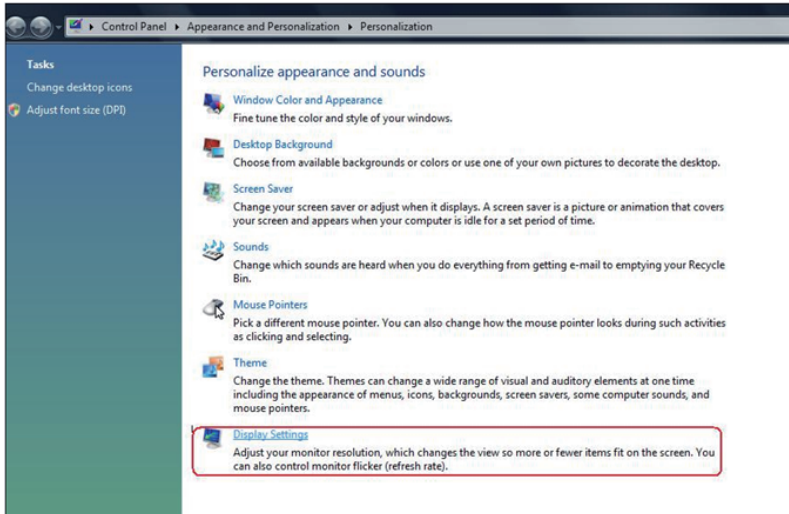 Control Panel ▸ Appearance and Personalization ▸ Personalization
Tasks
Change desktop icons
Adjust font size (DPI)
Personalize appearance and sounds
Window Color and Appearance
Fine tune the color and style of your windows.
Desktop Background
Choose from available backgrounds or colors or use one of your own pictures to decorate the desktop.
Screen Saver
Change your screen saver or adjust when it displays. A screen saver is a picture or animation that covers
your screen and appears when your computer is idle for a set period of time.
Sounds
Change which sounds are heard when you do everything from getting e-mail to emptying your Recycle
Bin.
Mouse Pointers
Pick a different mouse pointer. You can also change how the mouse pointer looks during such activities
as clicking and selecting.
Theme
Change the theme. Themes can change a wide range of visual and auditory elements at one time
including the appearance of menus, icons, backgrounds, screen savers, some computer sounds, and
mouse pointers.
Display Settings
Adjust your monitor resolution, which changes the view so more or fewer items fit on the screen. You
can also control monitor flicker (refresh rate).